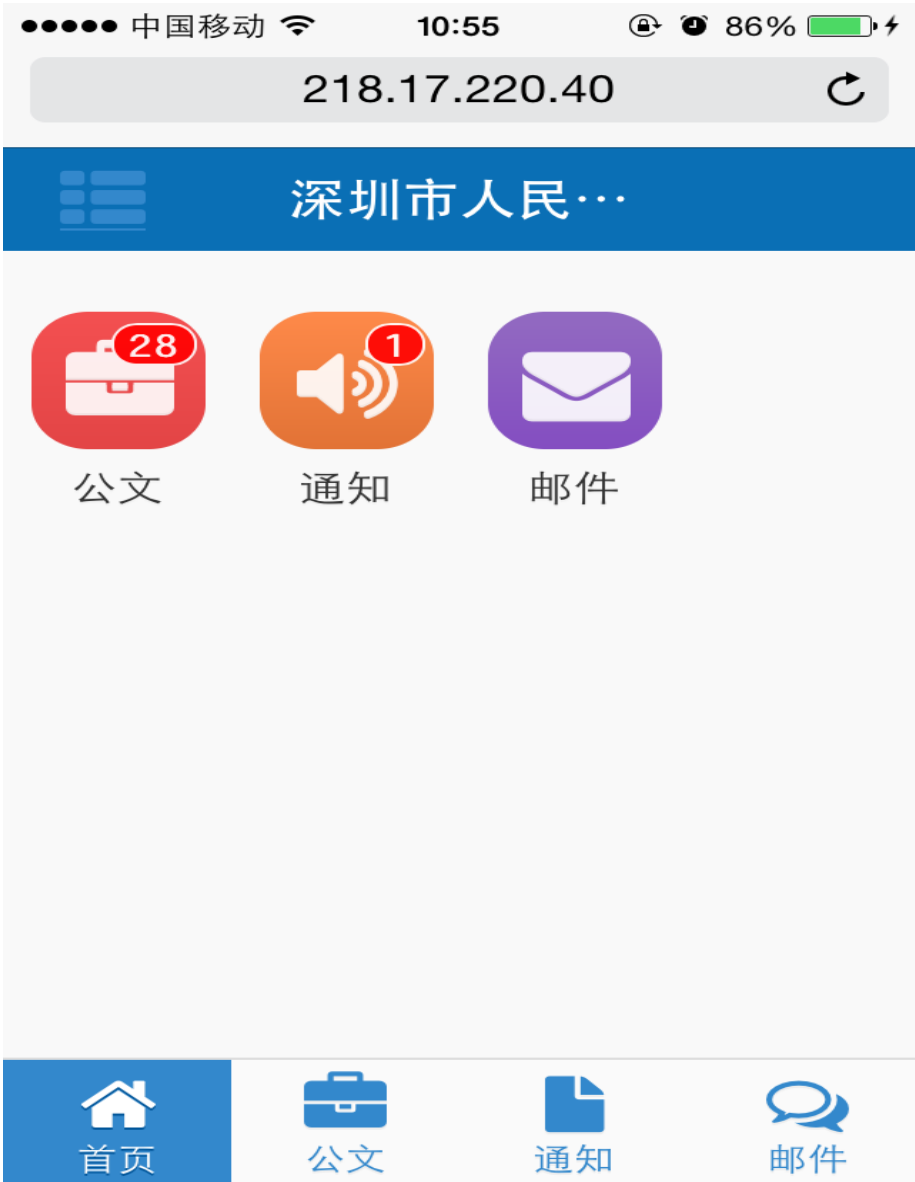 中国移动 10:55 86%
218.17.220.40
深圳市人民…
28 1
公文 通知 邮件
首页 公文 通知 邮件